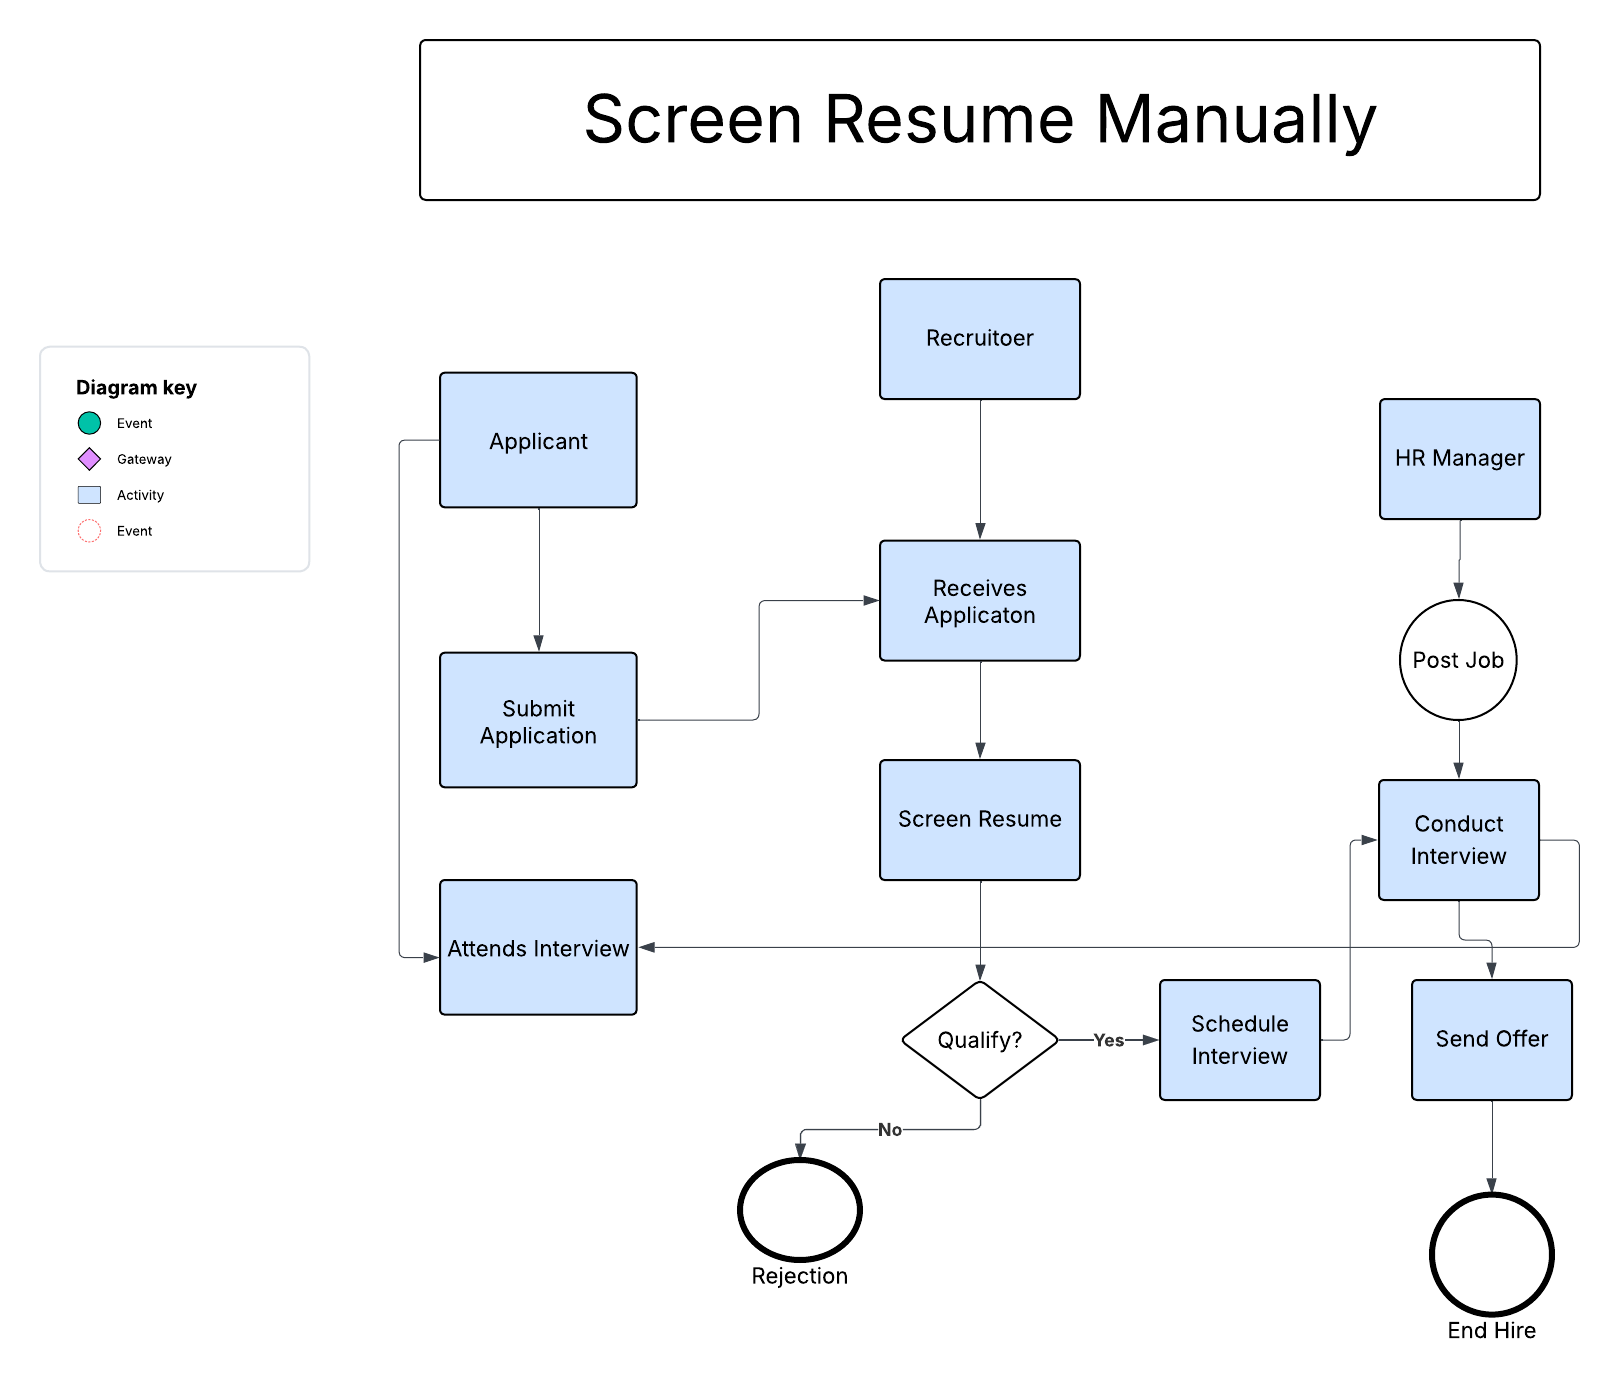 Screen Resume Manually
Diagram key
Event
Gateway
Activity
Event
Applicant
Submit
Application
Attends Interview
Recruitoer
Receives
Applicaton
Screen Resume
Qualify?
Yes
No
Rejection
Schedule
Interview
HR Manager
Post Job
Conduct
Interview
Send Offer
End Hire